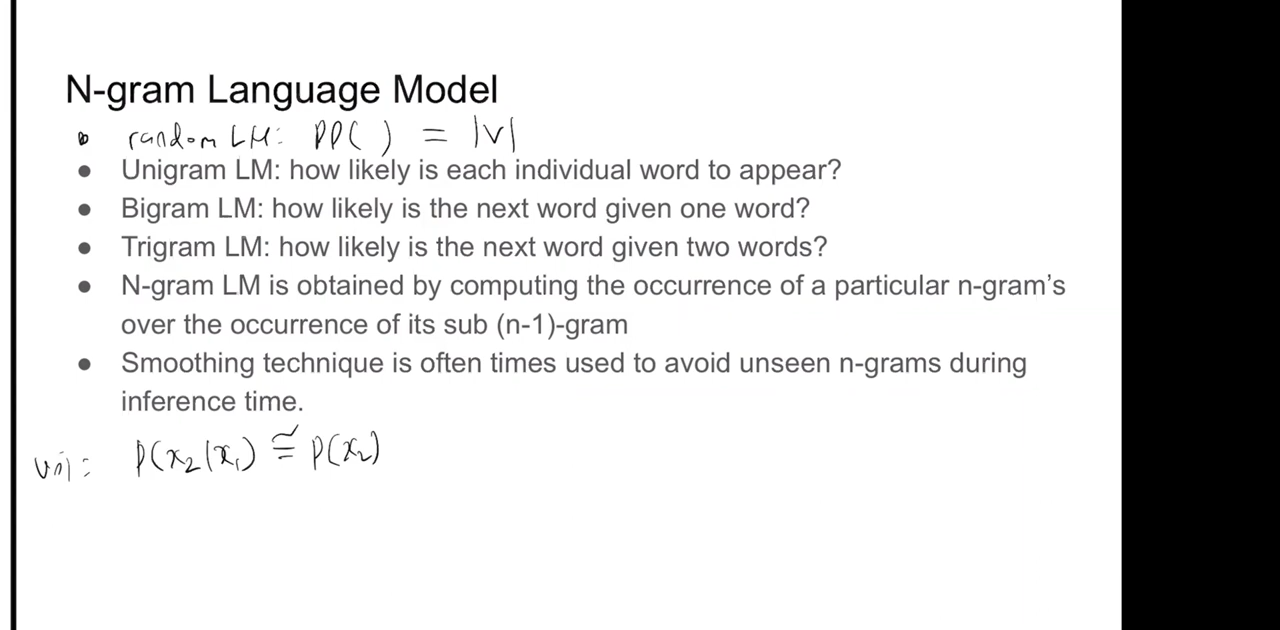 N-gram Language Model
• random LM: PP( ) = |V|
● Unigram LM: how likely is each individual word to appear?
● Bigram LM: how likely is the next word given one word?
● Trigram LM: how likely is the next word given two words?
● N-gram LM is obtained by computing the occurrence of a particular n-gram’s
over the occurrence of its sub (n-1)-gram
● Smoothing technique is often times used to avoid unseen n-grams during
inference time.
uni: P(x₂|x₁) ≅ P(x₂)